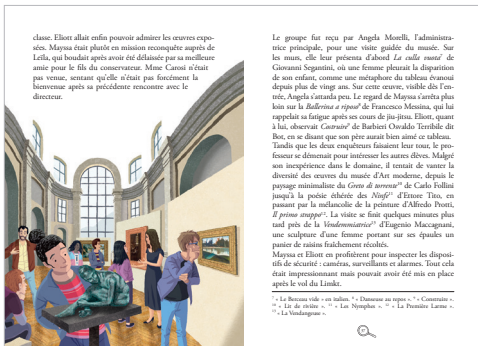 classe. Eliott allait enfin pouvoir admirer les œuvres expo-
sées. Mayssa était plutôt en mission reconquête auprès de
Leïla, qui boudait après avoir été délaissée par sa meilleure
amie pour le fils du conservateur. Mme Carosi n'était
pas venue, sentant qu'elle n'était pas forcément la
bienvenue après sa précédente rencontre avec le
directeur.
Le groupe fut reçu par Angela Morelli, l'administra-
trice principale, pour une visite guidée du musée. Sur
les murs, elle leur présenta d'abord La culla vuota⁷ de
Giovanni Segantini, où une femme pleurait la disparition
de son enfant, comme une métaphore du tableau évanoui
depuis plus de vingt ans. Sur cette œuvre, visible dès l'en-
trée, Angela s'attarda peu. Le regard de Mayssa s'arrêta plus
loin sur la Ballerina a riposo⁸ de Francesco Messina, qui lui
rappelait sa fatigue après ses cours de jiu-jitsu. Eliott, quant
à lui, observait Costruire⁹ de Barbieri Osvaldo Terribile dit
Bot, en se disant que son père aurait bien aimé ce tableau.
Tandis que les deux enquêteurs faisaient leur tour, le pro-
fesseur se démenait pour intéresser les autres élèves. Malgré
son inexpérience dans le domaine, il tentait de vanter la
diversité des œuvres du musée d'Art moderne, depuis le
paysage minimaliste du Greto di torrente¹⁰ de Carlo Follini
jusqu'à la poésie éthérée des Ninfe¹¹ d'Ettore Tito, en
passant par la mélancolie de la peinture d'Alfredo Protti,
Il primo strappo¹². La visite se finit quelques minutes plus
tard près de la Vendemmiatrice¹³ d'Eugenio Maccagnani,
une sculpture d'une femme portant sur ses épaules un
panier de raisins fraîchement récoltés.
Mayssa et Eliott en profitèrent pour inspecter les disposi-
tifs de sécurité : caméras, surveillants et alarmes. Tout cela
était impressionnant mais pouvait avoir été mis en place
après le vol du Limkt.
⁷ « Le Berceau vide » en italien. ⁸ « Danseuse au repos ». ⁹ « Construire ».
¹⁰ « Lit de rivière ». ¹¹ « Les Nymphes ». ¹² « La Première Larme ».
¹³ « La Vendangeuse ».